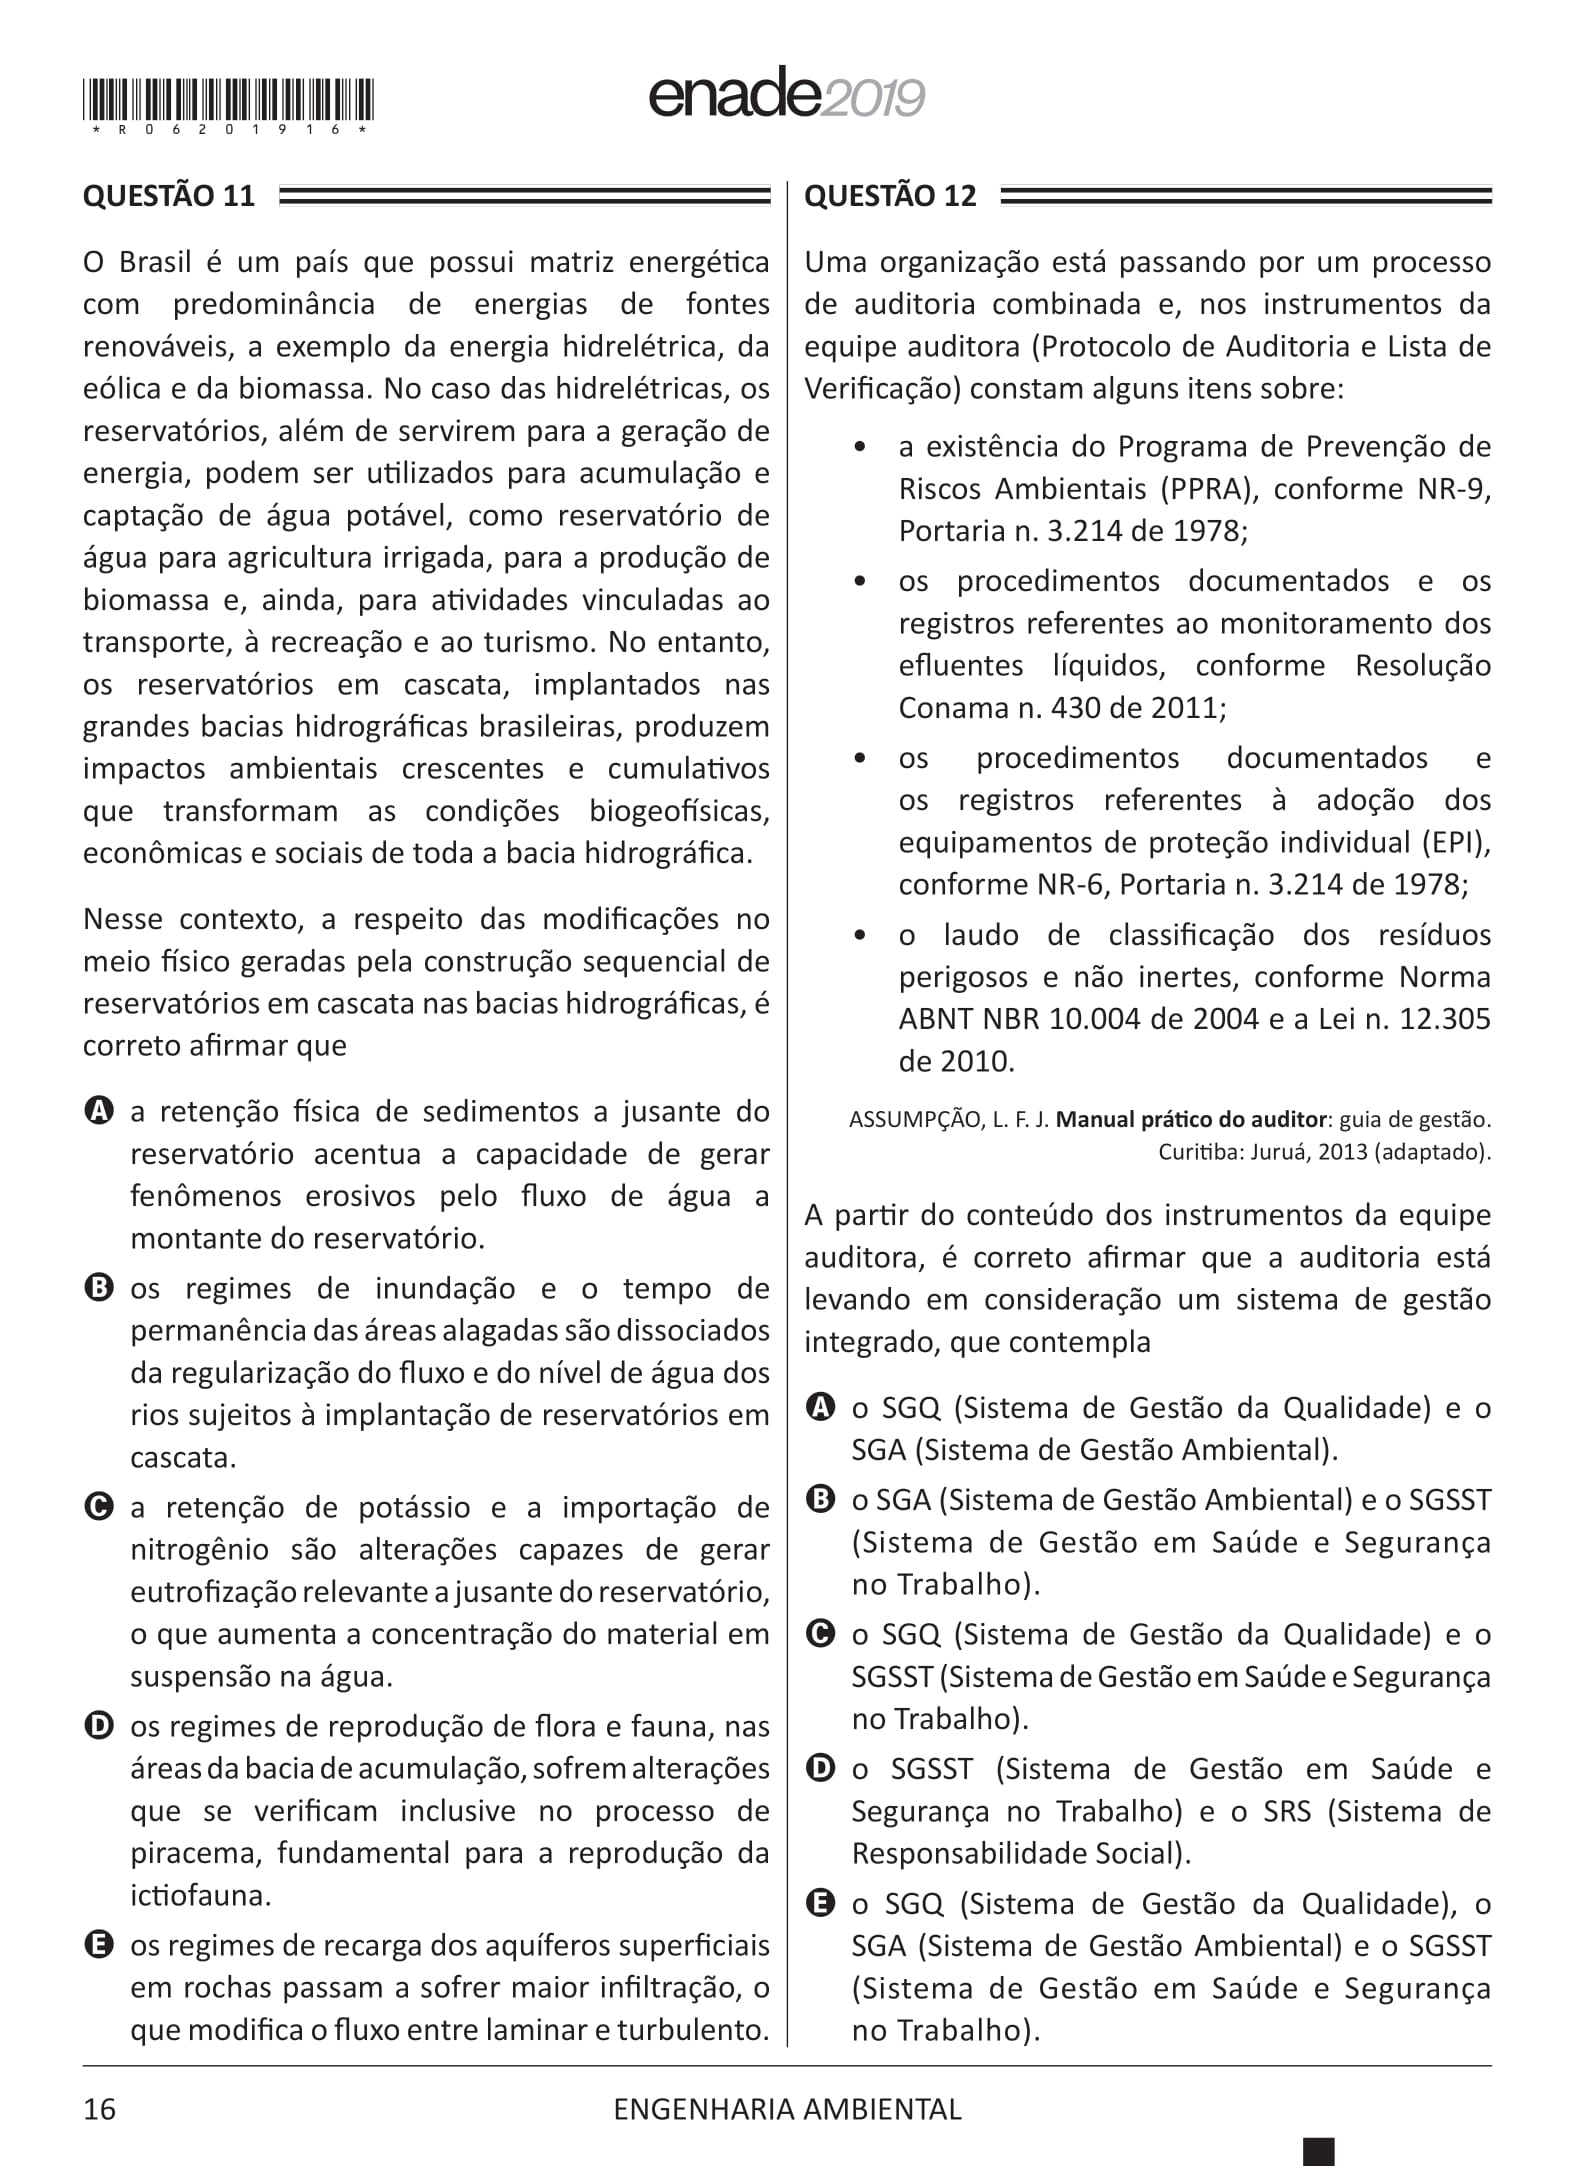 enade2019
*R06201916*
QUESTÃO 11
O Brasil é um país que possui matriz energética
com predominância de energias de fontes
renováveis, a exemplo da energia hidrelétrica, da
eólica e da biomassa. No caso das hidrelétricas, os
reservatórios, além de servirem para a geração de
energia, podem ser utilizados para acumulação e
captação de água potável, como reservatório de
água para agricultura irrigada, para a produção de
biomassa e, ainda, para atividades vinculadas ao
transporte, à recreação e ao turismo. No entanto,
os reservatórios em cascata, implantados nas
grandes bacias hidrográficas brasileiras, produzem
impactos ambientais crescentes e cumulativos
que transformam as condições biogeofísicas,
econômicas e sociais de toda a bacia hidrográfica.
Nesse contexto, a respeito das modificações no
meio físico geradas pela construção sequencial de
reservatórios em cascata nas bacias hidrográficas, é
correto afirmar que
A a retenção física de sedimentos a jusante do
reservatório acentua a capacidade de gerar
fenômenos erosivos pelo fluxo de água a
montante do reservatório.
B os regimes de inundação e o tempo de
permanência das áreas alagadas são dissociados
da regularização do fluxo e do nível de água dos
rios sujeitos à implantação de reservatórios em
cascata.
C a retenção de potássio e a importação de
nitrogênio são alterações capazes de gerar
eutrofização relevante a jusante do reservatório,
o que aumenta a concentração do material em
suspensão na água.
D os regimes de reprodução de flora e fauna, nas
áreas da bacia de acumulação, sofrem alterações
que se verificam inclusive no processo de
piracema, fundamental para a reprodução da
ictiofauna.
E os regimes de recarga dos aquíferos superficiais
em rochas passam a sofrer maior infiltração, o
que modifica o fluxo entre laminar e turbulento.
QUESTÃO 12
Uma organização está passando por um processo
de auditoria combinada e, nos instrumentos da
equipe auditora (Protocolo de Auditoria e Lista de
Verificação) constam alguns itens sobre:
• a existência do Programa de Prevenção de
Riscos Ambientais (PPRA), conforme NR-9,
Portaria n. 3.214 de 1978;
• os procedimentos documentados e os
registros referentes ao monitoramento dos
efluentes líquidos, conforme Resolução
Conama n. 430 de 2011;
• os procedimentos documentados e
os registros referentes à adoção dos
equipamentos de proteção individual (EPI),
conforme NR-6, Portaria n. 3.214 de 1978;
• o laudo de classificação dos resíduos
perigosos e não inertes, conforme Norma
ABNT NBR 10.004 de 2004 e a Lei n. 12.305
de 2010.
ASSUMPÇÃO, L. F. J. Manual prático do auditor: guia de gestão.
Curitiba: Juruá, 2013 (adaptado).
A partir do conteúdo dos instrumentos da equipe
auditora, é correto afirmar que a auditoria está
levando em consideração um sistema de gestão
integrado, que contempla
A o SGQ (Sistema de Gestão da Qualidade) e o
SGA (Sistema de Gestão Ambiental).
B o SGA (Sistema de Gestão Ambiental) e o SGSST
(Sistema de Gestão em Saúde e Segurança
no Trabalho).
C o SGQ (Sistema de Gestão da Qualidade) e o
SGSST (Sistema de Gestão em Saúde e Segurança
no Trabalho).
D o SGSST (Sistema de Gestão em Saúde e
Segurança no Trabalho) e o SRS (Sistema de
Responsabilidade Social).
E o SGQ (Sistema de Gestão da Qualidade), o
SGA (Sistema de Gestão Ambiental) e o SGSST
(Sistema de Gestão em Saúde e Segurança
no Trabalho).
16
ENGENHARIA AMBIENTAL